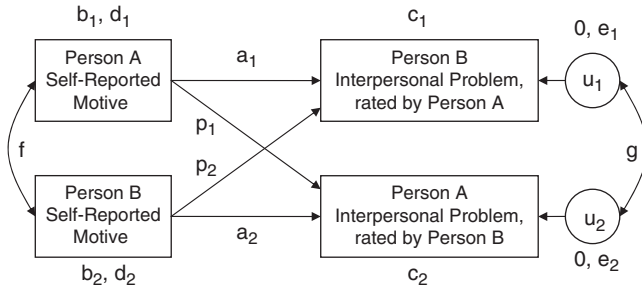 b₁, d₁
c₁
0, e₁
Person A
Self-Reported
Motive
a₁
Person B
Interpersonal Problem,
rated by Person A
u₁
p₁
f
p₂
g
Person B
Self-Reported
Motive
a₂
Person A
Interpersonal Problem,
rated by Person B
u₂
b₂, d₂
c₂
0, e₂